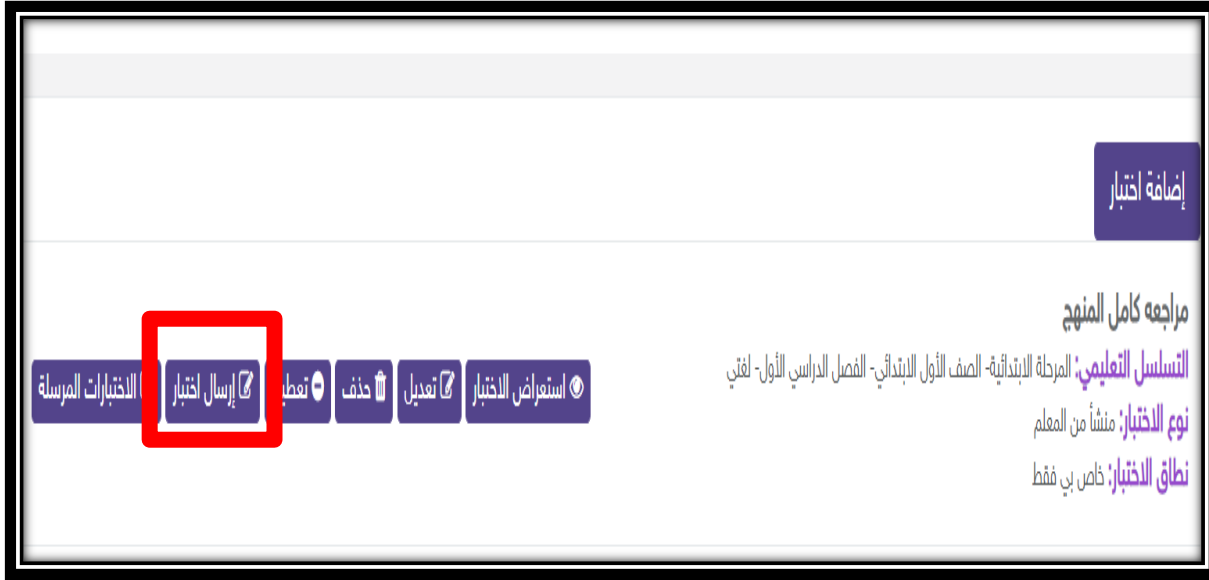 إضافة اختبار
مراجعه كامل المنهج
التسلسل التعليمي: المرحلة الابتدائية- الصف الأول الابتدائي- الفصل الدراسي الأول- لغتي
نوع الاختبار: منشأ من المعلم
نطاق الاختبار: خاص بي فقط
استعراض الاختبار تعديل حذف إرسال اختبار الاختبارات المرسلة